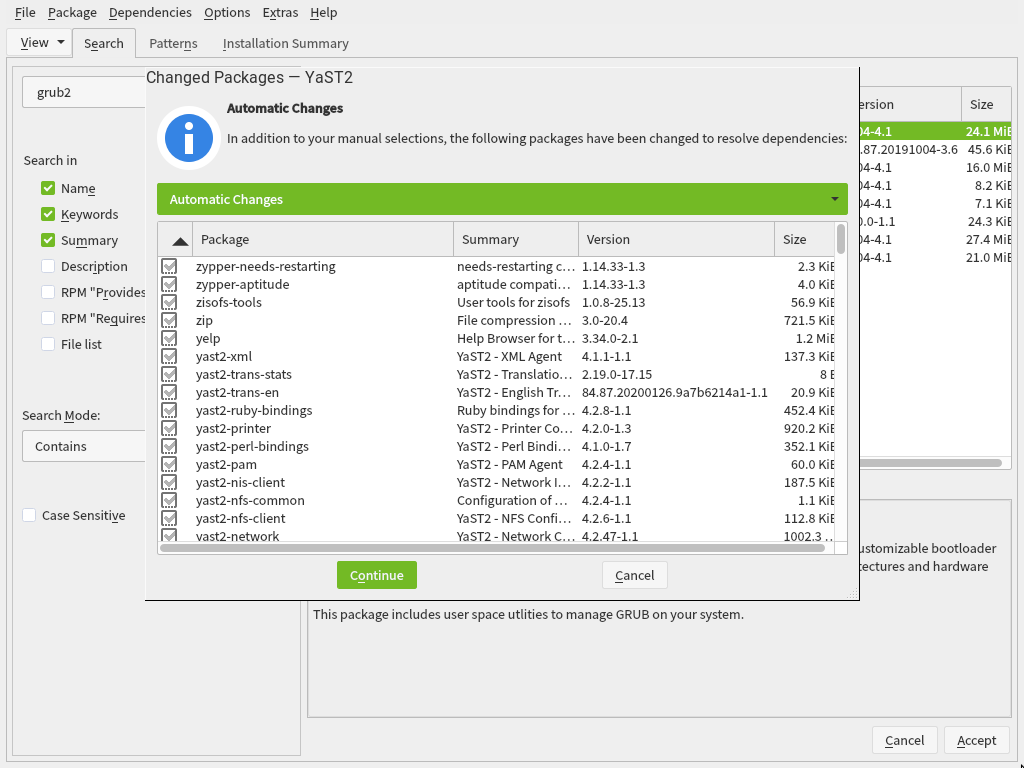 File Package Dependencies Options Extras Help
View Search Patterns Installation Summary
grub2
Search in
Name
Keywords
Summary
Description
RPM "Provides
RPM "Requires
File list
Search Mode:
Contains
Case Sensitive
Changed Packages — YaST2
Automatic Changes
In addition to your manual selections, the following packages have been changed to resolve dependencies:
Automatic Changes
Package Summary Version Size
zypper-needs-restarting needs-restarting c… 1.14.33-1.3 2.3 KiB
zypper-aptitude aptitude compati… 1.14.33-1.3 4.0 KiB
zisofs-tools User tools for zisofs 1.0.8-25.13 56.9 KiB
zip File compression … 3.0-20.4 721.5 KiB
yelp Help Browser for t… 3.34.0-2.1 1.2 MiB
yast2-xml YaST2 - XML Agent 4.1.1-1.1 137.3 KiB
yast2-trans-stats YaST2 - Translatio… 2.19.0-17.15 8 B
yast2-trans-en YaST2 - English Tr… 84.87.20200126.9a7b6214a1-1.1 20.9 KiB
yast2-ruby-bindings Ruby bindings for … 4.2.8-1.1 452.4 KiB
yast2-printer YaST2 - Printer Co… 4.2.0-1.3 920.2 KiB
yast2-perl-bindings YaST2 - Perl Bindi… 4.1.0-1.7 352.1 KiB
yast2-pam YaST2 - PAM Agent 4.2.4-1.1 60.0 KiB
yast2-nis-client YaST2 - Network I… 4.2.2-1.1 187.5 KiB
yast2-nfs-common Configuration of … 4.2.4-1.1 1.1 KiB
yast2-nfs-client YaST2 - NFS Confi… 4.2.6-1.1 112.8 KiB
yast2-network YaST2 - Network C… 4.2.47-1.1 1002.3 …
Continue Cancel
ersion Size
04-4.1 24.1 MiB
.87.20191004-3.6 45.6 KiB
04-4.1 16.0 MiB
04-4.1 8.2 KiB
04-4.1 7.1 KiB
0.0-1.1 24.3 KiB
04-4.1 27.4 MiB
04-4.1 21.0 MiB
ustomizable bootloader
tectures and hardware
This package includes user space utlities to manage GRUB on your system.
Cancel Accept